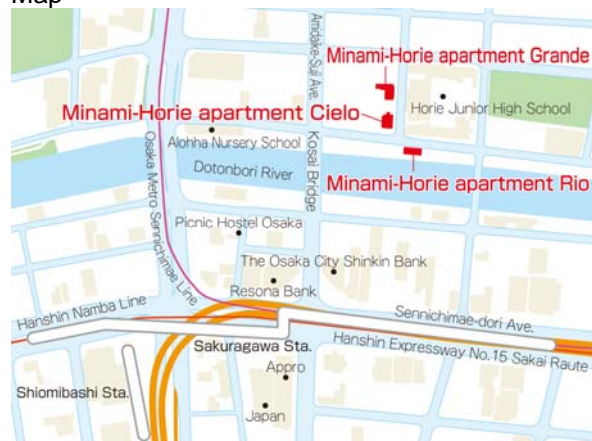 Map
Amidaike-Suji Ave.
Minami-Horie apartment Grande
Horie Junior High School
Minami-Horie apartment Cielo
Alohha Nursery School
Kosai Bridge
Osaka Metro Sennichimae Line
Dotonbori River
Minami-Horie apartment Rio
Picnic Hostel Osaka
The Osaka City Shinkin Bank
Resona Bank
Hanshin Namba Line
Sennichimae-dori Ave.
Hanshin Expressway No.15 Sakai Route
Sakuragawa Sta.
Shiomibashi Sta.
Appro
Japan